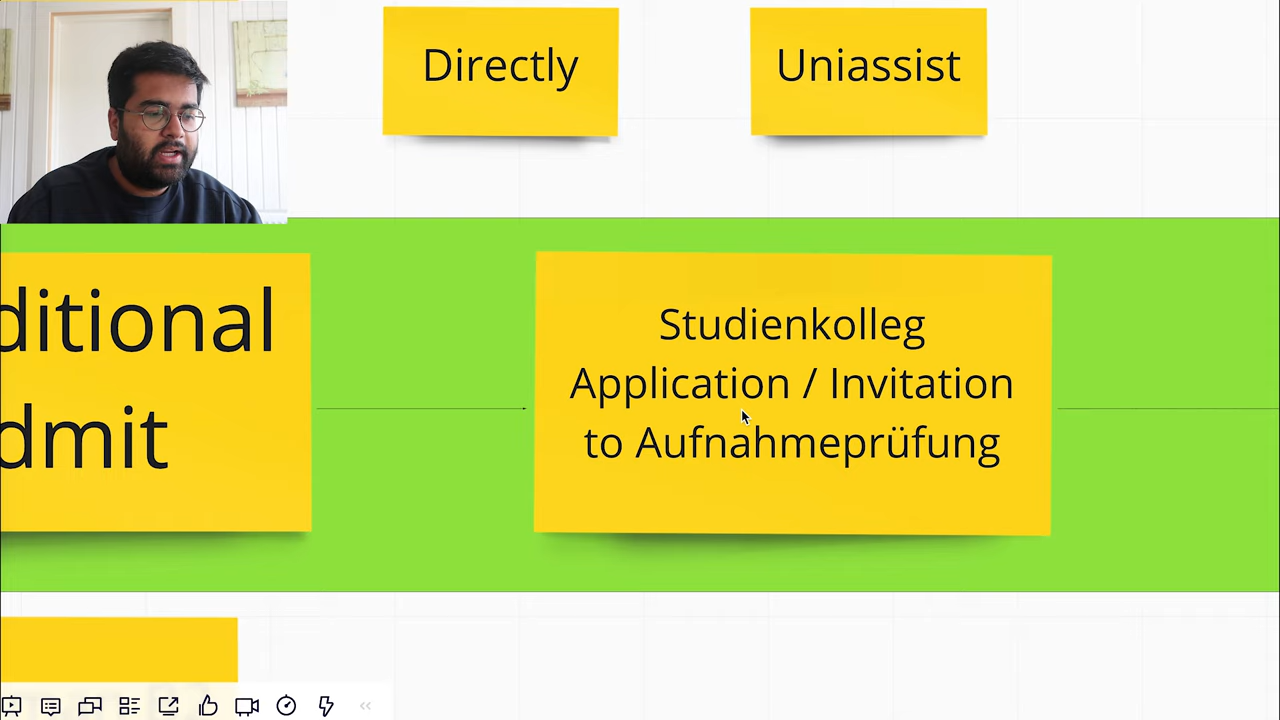 Directly
Uniassist
ditional
dmit
Studienkolleg
Application / Invitation
to Aufnahmeprüfung